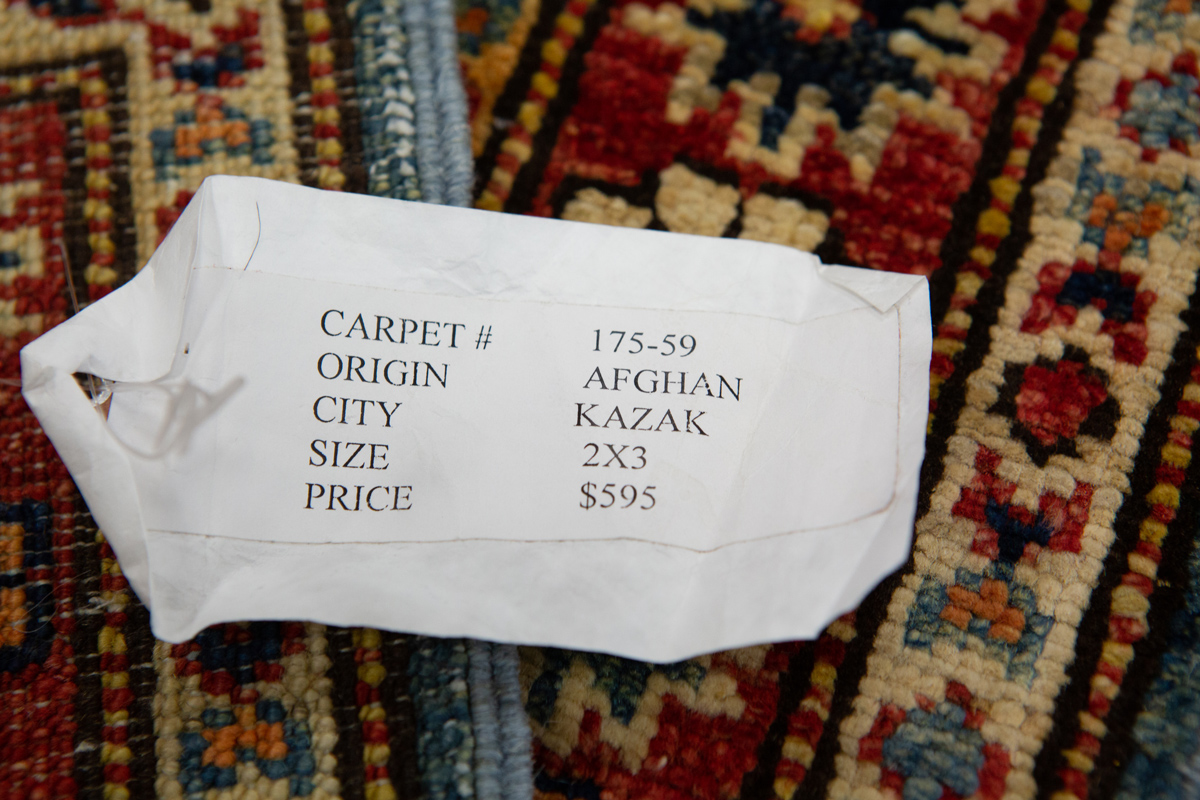 CARPET # 175-59
ORIGIN AFGHAN
CITY KAZAK
SIZE 2X3
PRICE $595